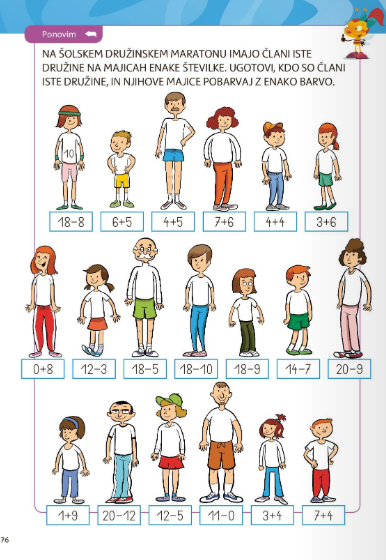 Ponovim
NA ŠOLSKEM DRUŽINSKEM MARATONU IMAJO ČLANI ISTE
DRUŽINE NA MAJICAH ENAKE ŠTEVILKE. UGOTOVI, KDO SO ČLANI
ISTE DRUŽINE, IN NJIHOVE MAJICE POBARVAJ Z ENAKO BARVO.
10
18-8 6+5 4+5 7+6 4+4 3+6
0+8 12-3 18-5 18-10 18-9 14-7 20-9
1+9 20-12 12-5 11-0 3+4 7+4
76